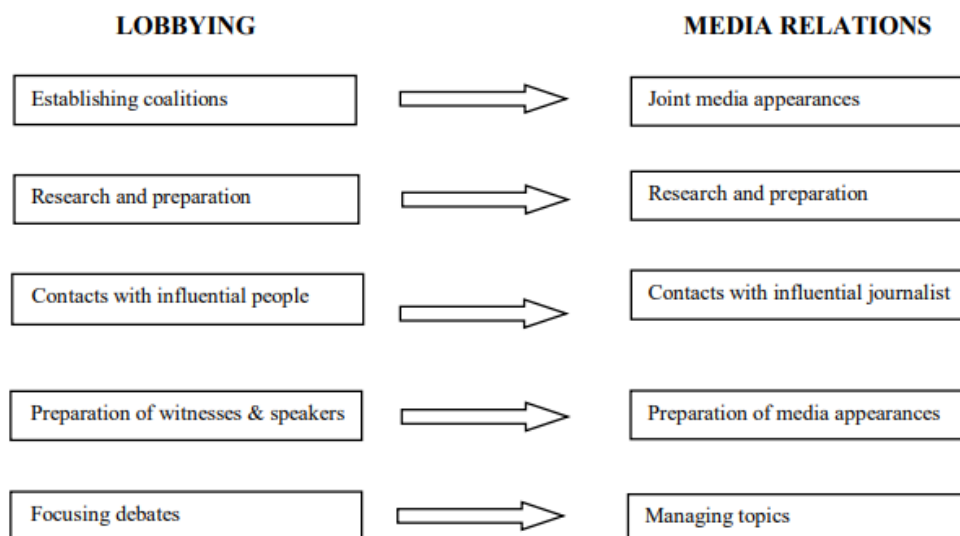 LOBBYING MEDIA RELATIONS
Establishing coalitions Joint media appearances
Research and preparation Research and preparation
Contacts with influential people Contacts with influential journalist
Preparation of witnesses & speakers Preparation of media appearances
Focusing debates Managing topics